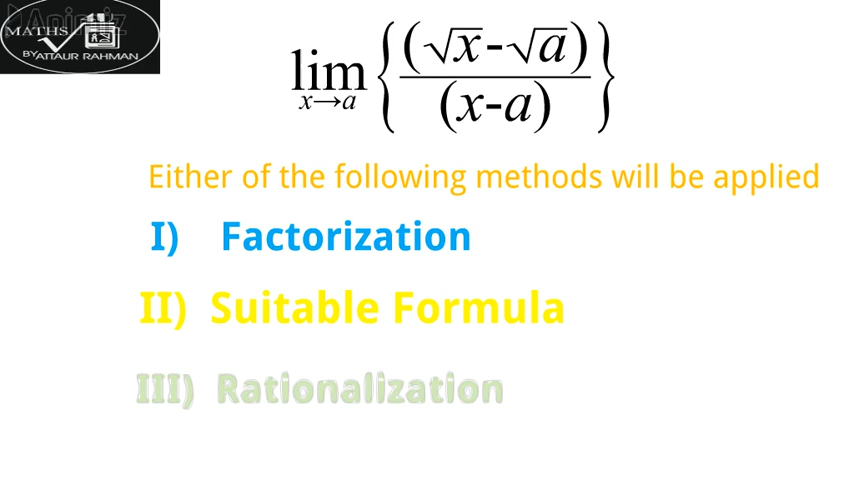 Animiz
MATHS
BY ATTAUR RAHMAN
lim x→a {(√x-√a)/(x-a)}
Either of the following methods will be applied
I) Factorization
II) Suitable Formula
III) Rationalization